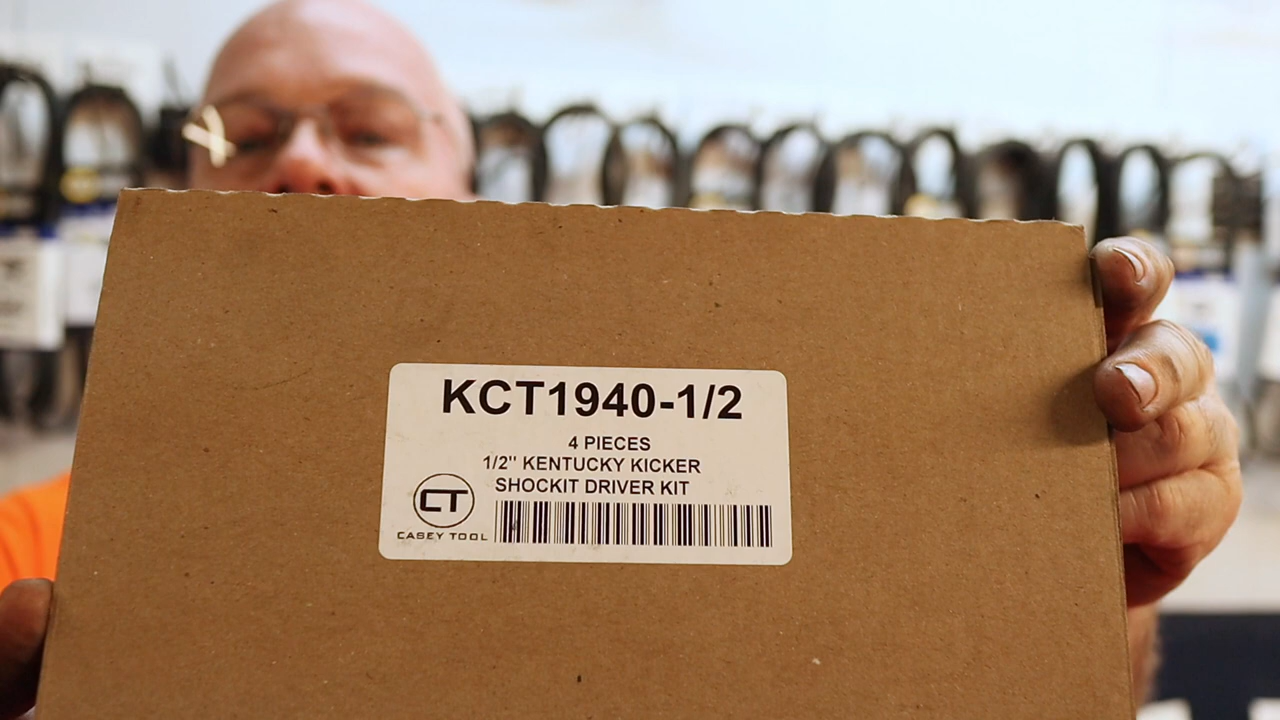 KCT1940-1/2
4 PIECES
1/2" KENTUCKY KICKER
SHOCKIT DRIVER KIT
CT
CASEY TOOL